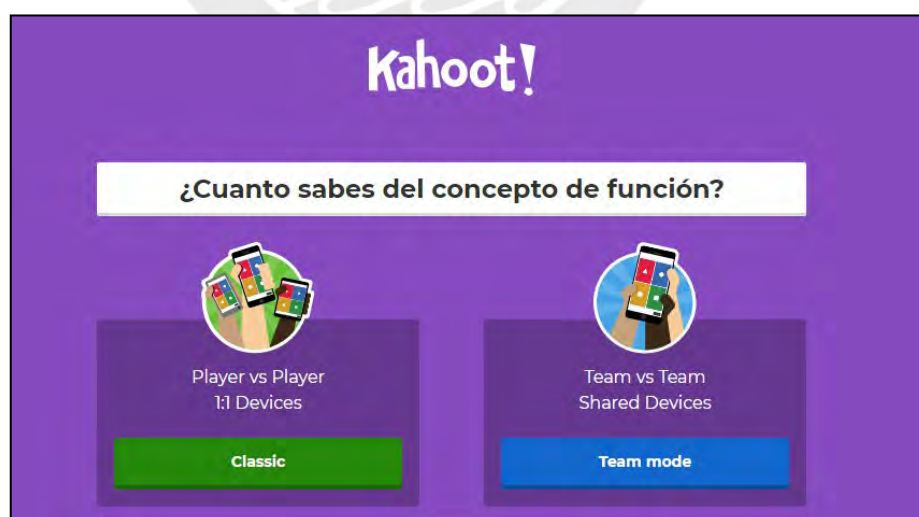 Kahoot!
¿Cuanto sabes del concepto de función?
Player vs Player
1:1 Devices
Classic
Team vs Team
Shared Devices
Team mode